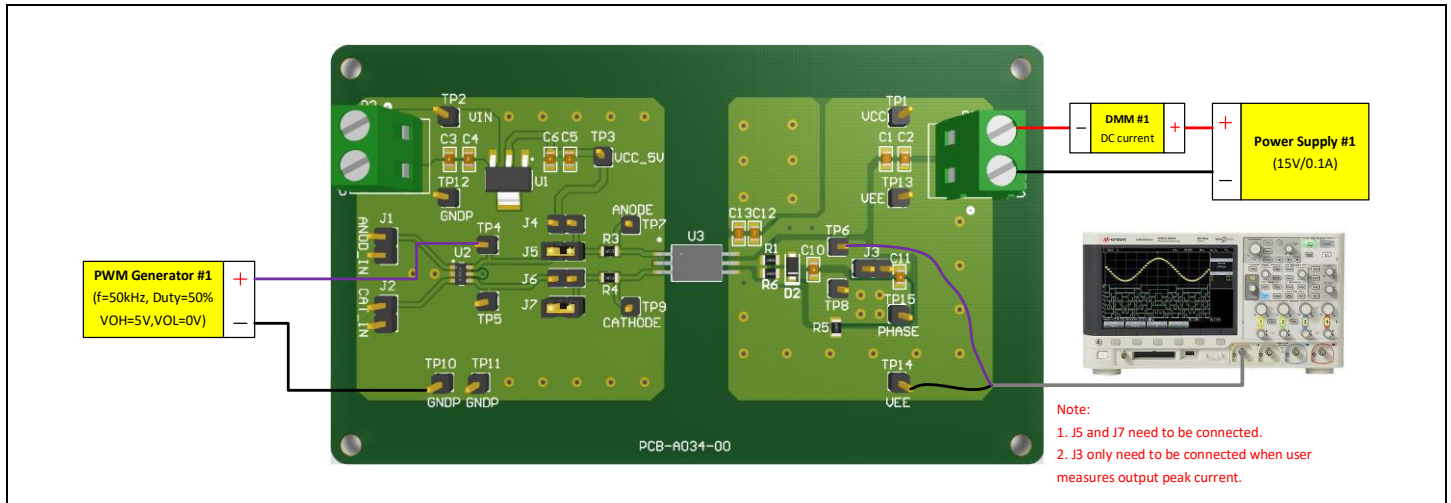 TP2
VIN
C3 C4
C6 C5
TP3
VCC_5V
U1
TP12
GNDP
J1
ANOD_IN
TP4
J4
ANODE
TP7
U2
J5
R3
U3
J2
CAT_IN
J6
R4
TP5
J7
TP9
CATHODE
TP10
TP11
GNDP
GNDP
TP1
VCC
C1 C2
TP13
VEE
C13 C12
TP6
R1
R6
C10
J3
C11
D2
TP8
TP15
PHASE
R5
TP14
VEE
PCB-A034-00
PWM Generator #1
(f=50kHz, Duty=50%
VOH=5V,VOL=0V)
+
−
− DMM #1 +
DC current
+
−
Power Supply #1
(15V/0.1A)
Note:
1. J5 and J7 need to be connected.
2. J3 only need to be connected when user
measures output peak current.